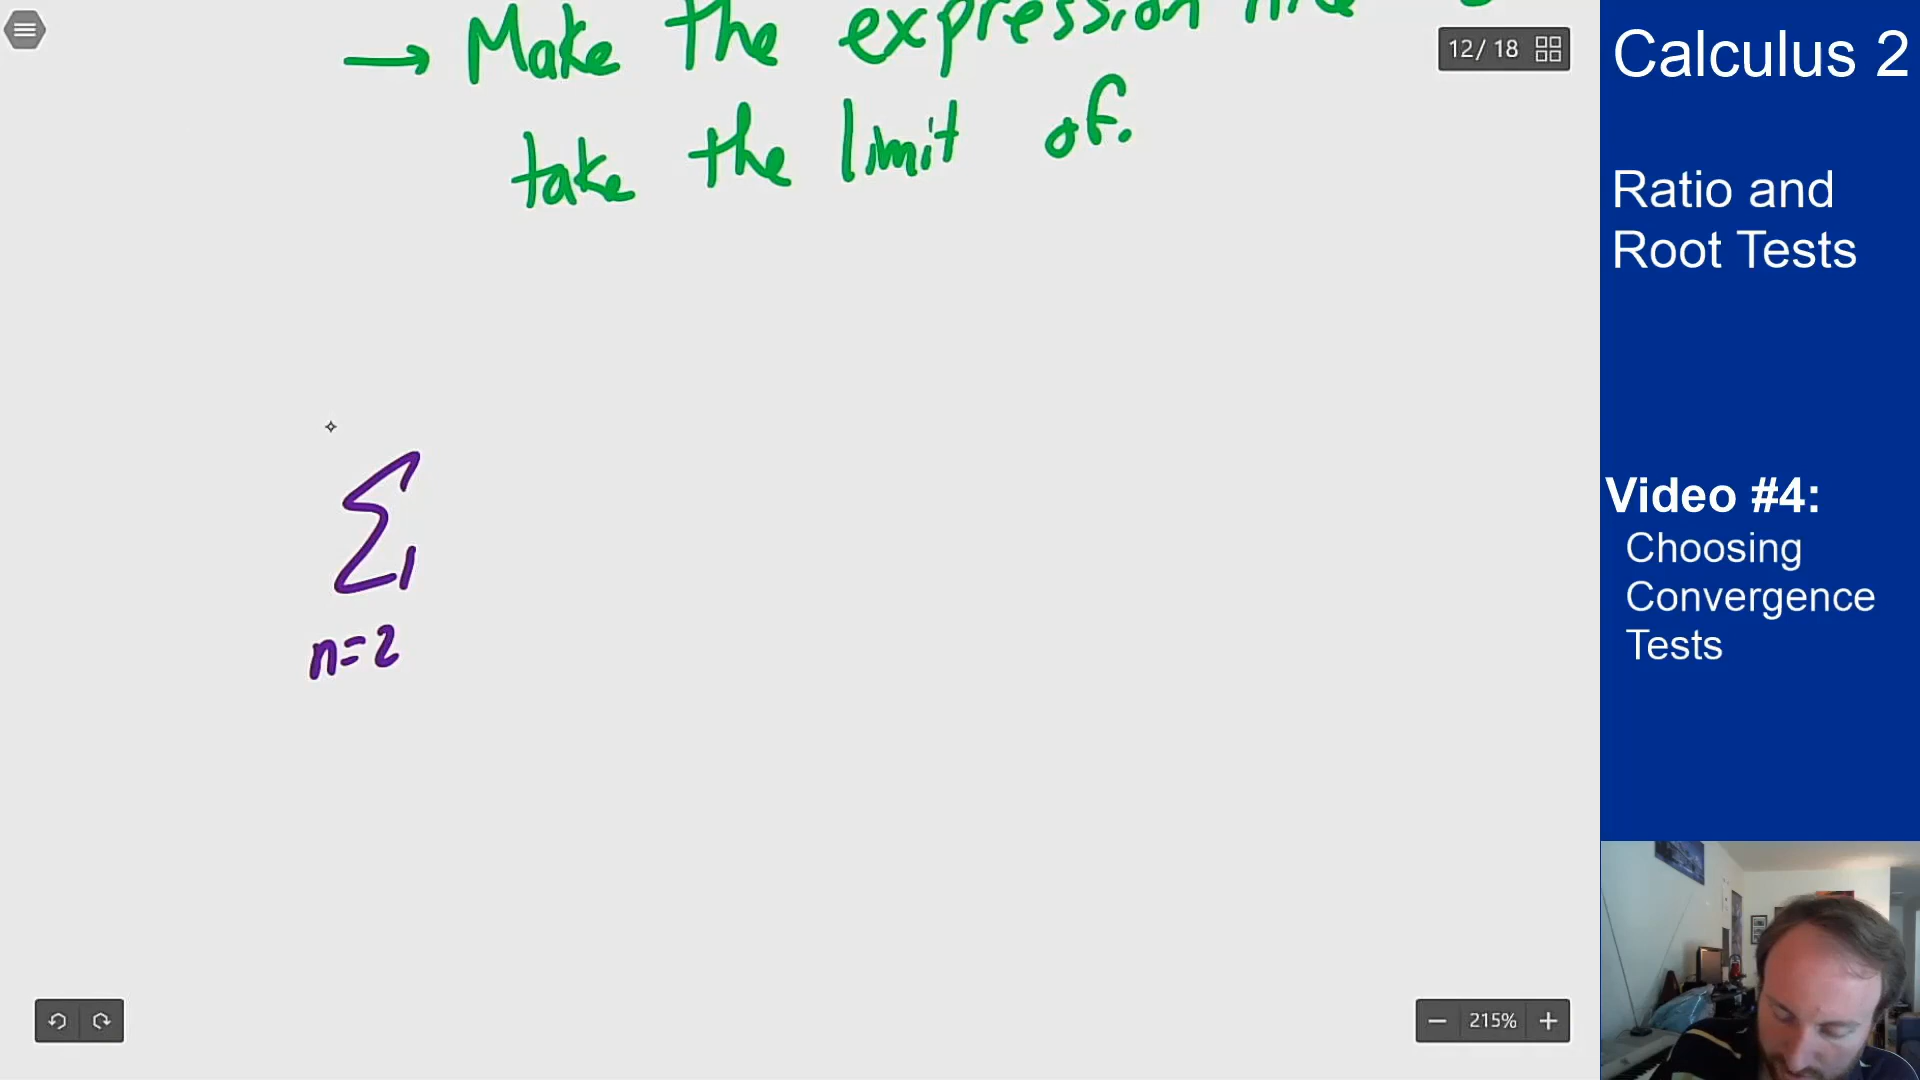 → Make the expression
take the limit of.
12/ 18
∑
n=2
215%
Calculus 2
Ratio and
Root Tests
Video #4:
Choosing
Convergence
Tests